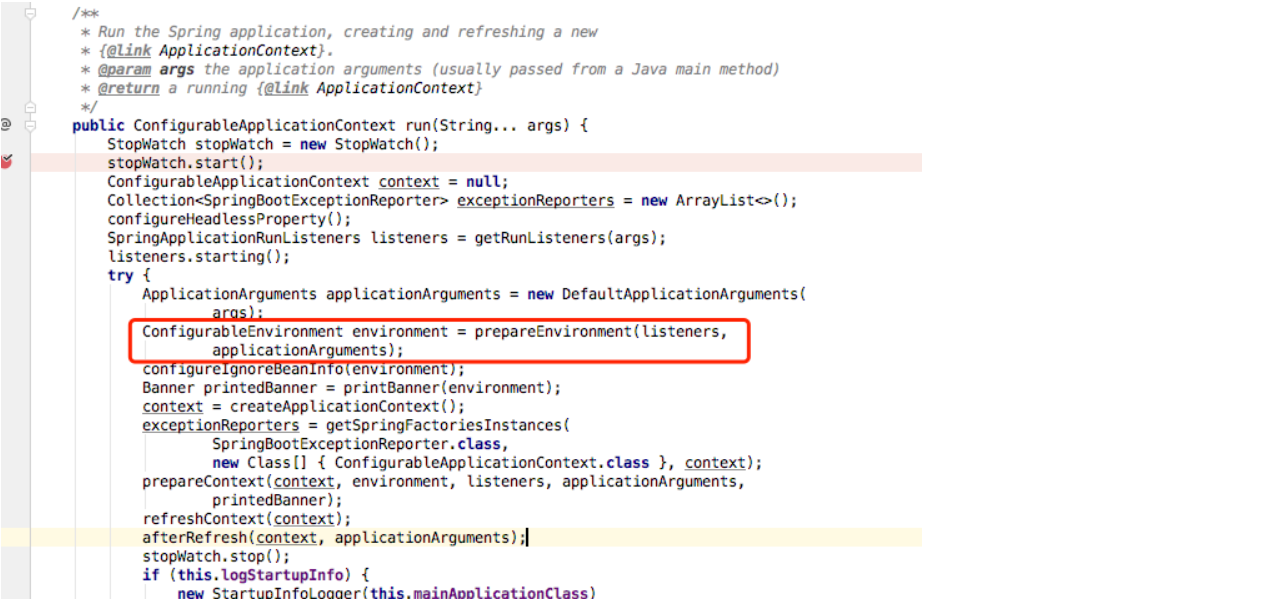 /**
 * Run the Spring application, creating and refreshing a new
 * {@link ApplicationContext}.
 * @param args the application arguments (usually passed from a Java main method)
 * @return a running {@link ApplicationContext}
 */
@
public ConfigurableApplicationContext run(String... args) {
    StopWatch stopWatch = new StopWatch();
    stopWatch.start();
    ConfigurableApplicationContext context = null;
    Collection<SpringBootExceptionReporter> exceptionReporters = new ArrayList<>();
    configureHeadlessProperty();
    SpringApplicationRunListeners listeners = getRunListeners(args);
    listeners.starting();
    try {
        ApplicationArguments applicationArguments = new DefaultApplicationArguments(
                args);
        ConfigurableEnvironment environment = prepareEnvironment(listeners,
                applicationArguments);
        configureIgnoreBeanInfo(environment);
        Banner printedBanner = printBanner(environment);
        context = createApplicationContext();
        exceptionReporters = getSpringFactoriesInstances(
                SpringBootExceptionReporter.class,
                new Class[] { ConfigurableApplicationContext.class }, context);
        prepareContext(context, environment, listeners, applicationArguments,
                printedBanner);
        refreshContext(context);
        afterRefresh(context, applicationArguments);
        stopWatch.stop();
        if (this.logStartupInfo) {
            new StartupInfoLogger(this.mainApplicationClass)